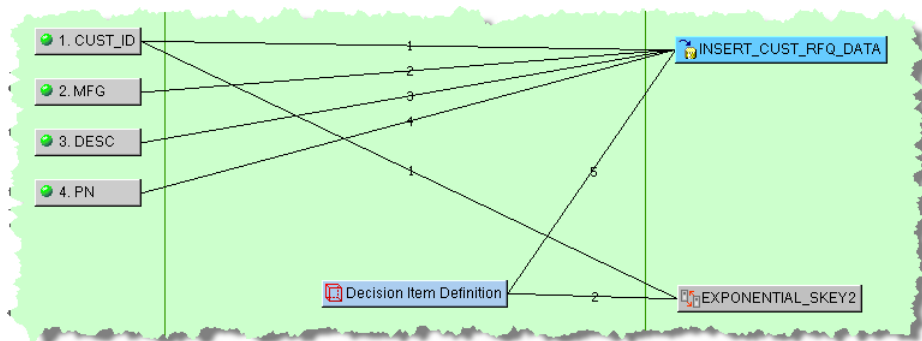 1. CUST_ID
1
INSERT_CUST_RFQ_DATA
2. MFG
2
3
3. DESC
4
1
5
4. PN
Decision Item Definition
2
EXPONENTIAL_SKEY2